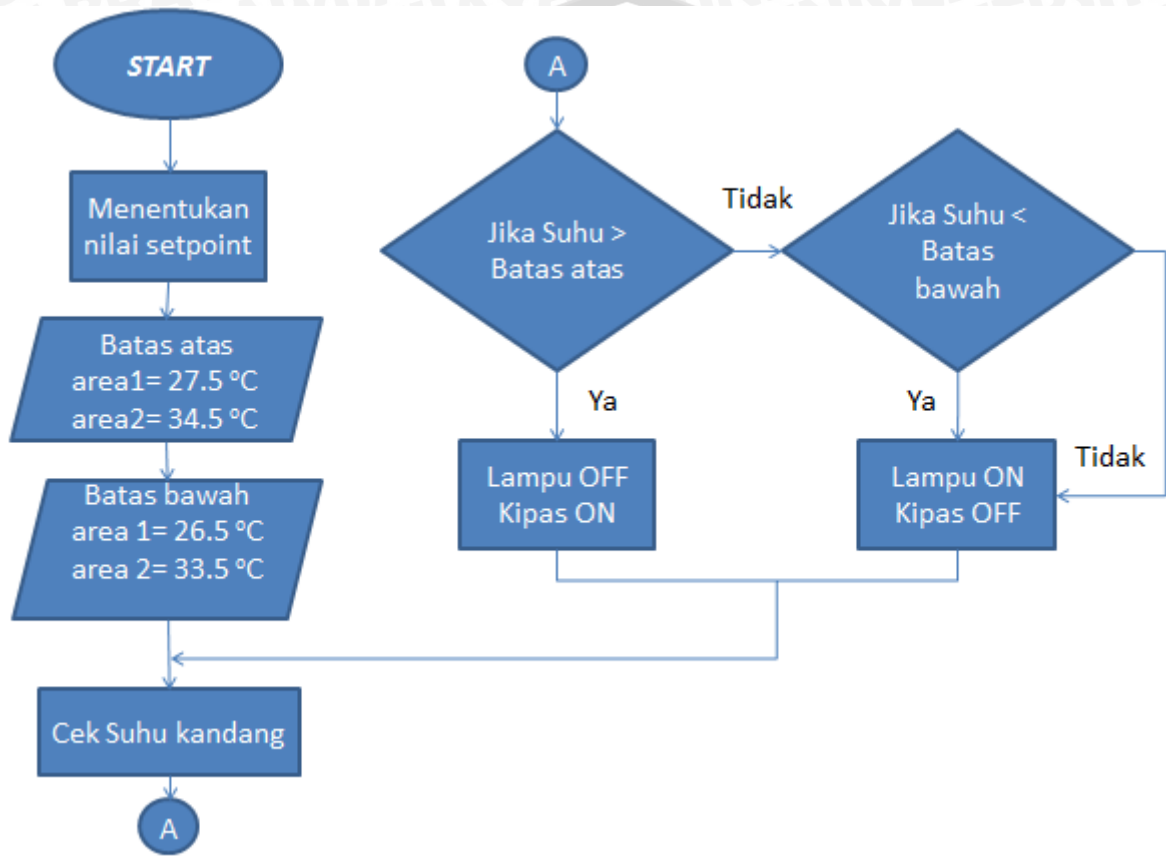 START
Menentukan
nilai setpoint
Batas atas
area1= 27.5 °C
area2= 34.5 °C
Batas bawah
area 1= 26.5 °C
area 2= 33.5 °C
Cek Suhu kandang
A
A
Jika Suhu >
Batas atas
Tidak
Jika Suhu <
Batas
bawah
Ya
Ya
Tidak
Lampu OFF
Kipas ON
Lampu ON
Kipas OFF